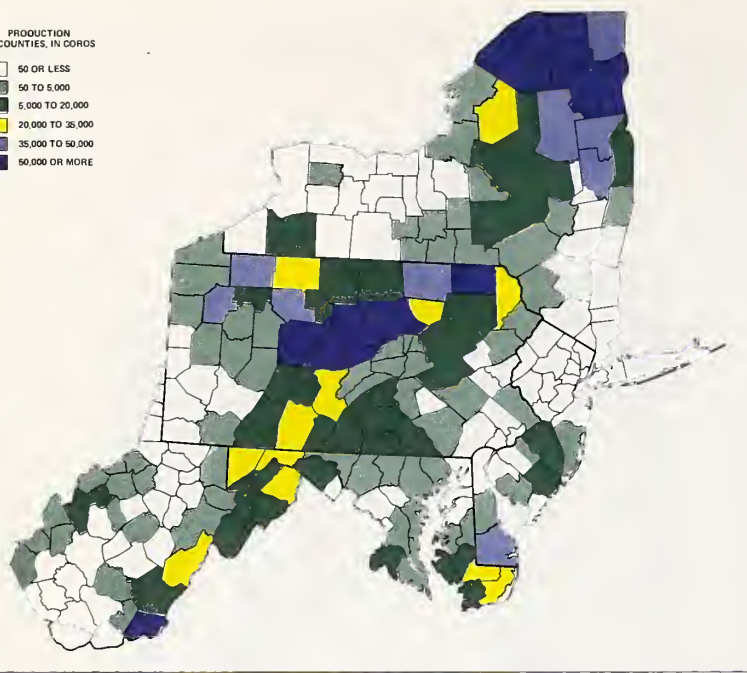 PRODUCTION
COUNTIES, IN CORDS
50 OR LESS
50 TO 5,000
5,000 TO 20,000
20,000 TO 35,000
35,000 TO 50,000
50,000 OR MORE